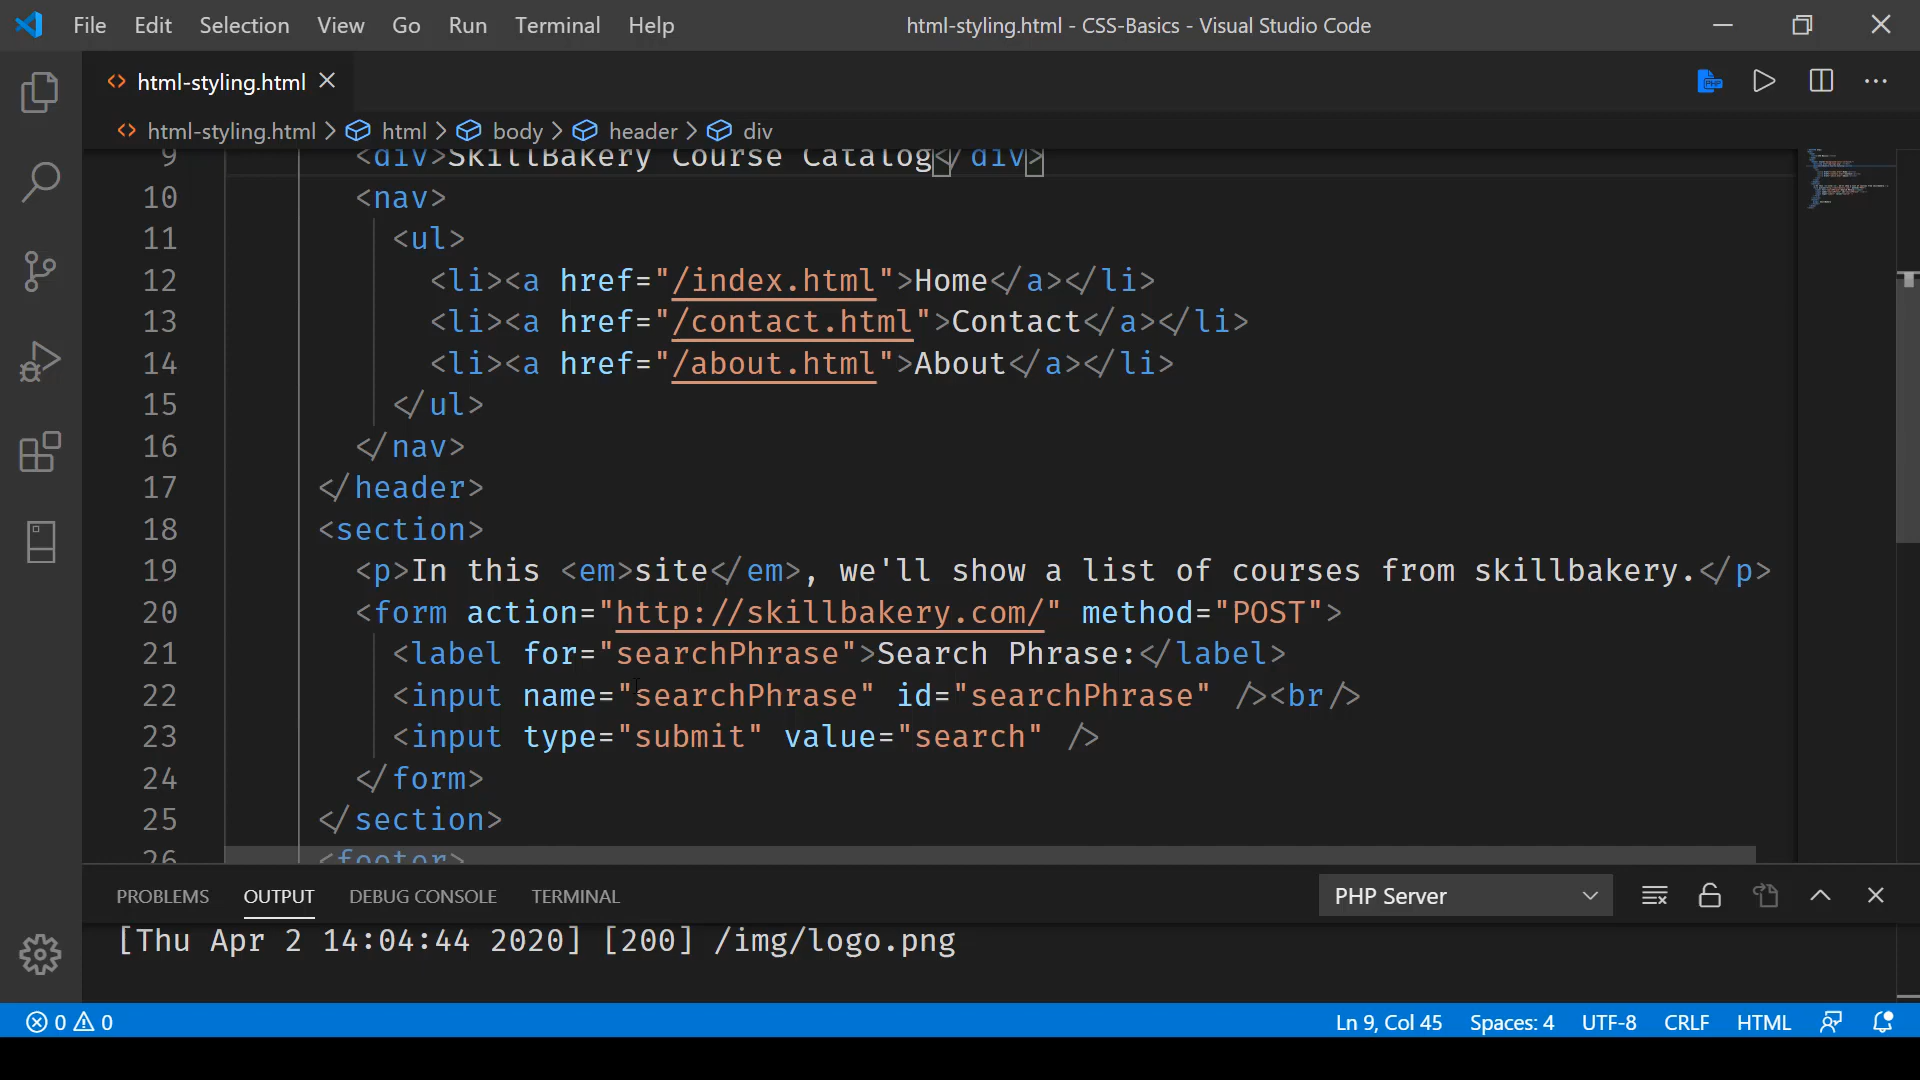 File Edit Selection View Go Run Terminal Help html-styling.html - CSS-Basics - Visual Studio Code
html-styling.html
html-styling.html > html > body > header > div
9 <div>SkillBakery Course Catalog</div>
10 <nav>
11 <ul>
12 <li><a href="/index.html">Home</a></li>
13 <li><a href="/contact.html">Contact</a></li>
14 <li><a href="/about.html">About</a></li>
15 </ul>
16 </nav>
17 </header>
18 <section>
19 <p>In this <em>site</em>, we'll show a list of courses from skillbakery.</p>
20 <form action="http://skillbakery.com/" method="POST">
21 <label for="searchPhrase">Search Phrase:</label>
22 <input name="searchPhrase" id="searchPhrase" /><br/>
23 <input type="submit" value="search" />
24 </form>
25 </section>
26 <footer>
PROBLEMS OUTPUT DEBUG CONSOLE TERMINAL PHP Server
[Thu Apr 2 14:04:44 2020] [200] /img/logo.png
0 0 Ln 9, Col 45 Spaces: 4 UTF-8 CRLF HTML